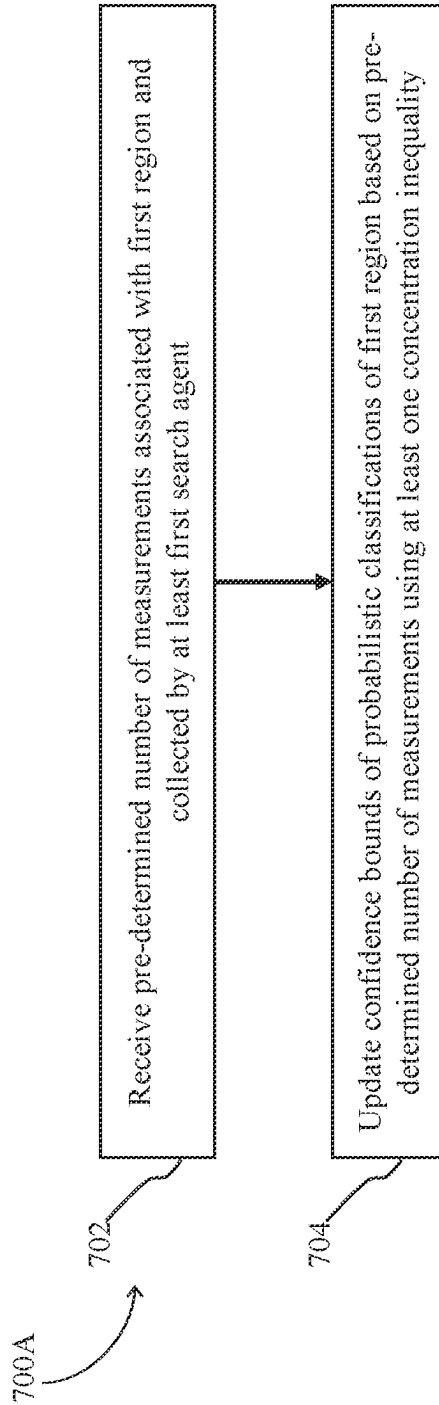 700A
702
Receive pre-determined number of measurements associated with first region and
collected by at least first search agent
704
Update confidence bounds of probabilistic classifications of first region based on pre-
determined number of measurements using at least one concentration inequality